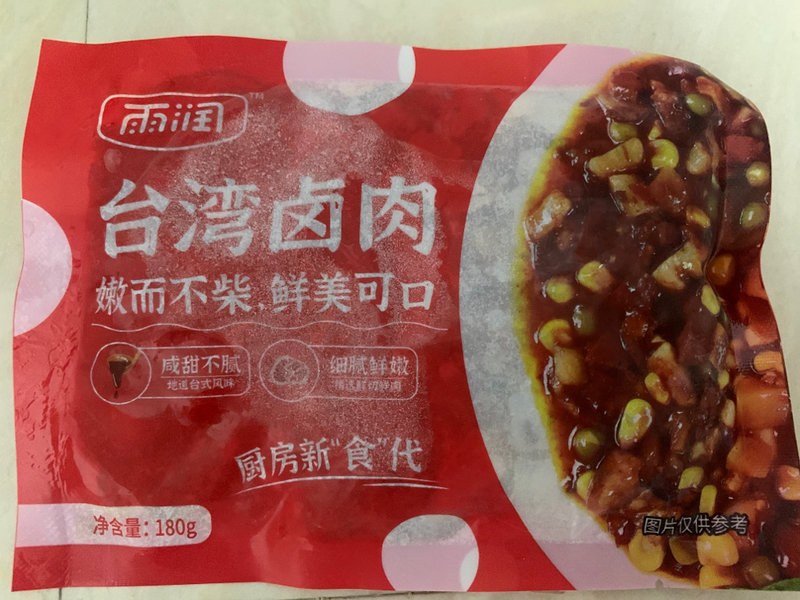 雨润™
台湾卤肉
嫩而不柴,鲜美可口
咸甜不腻
地道台式风味
细腻鲜嫩
精选鲜切鲜肉
厨房新"食"代
净含量:180g
图片仅供参考